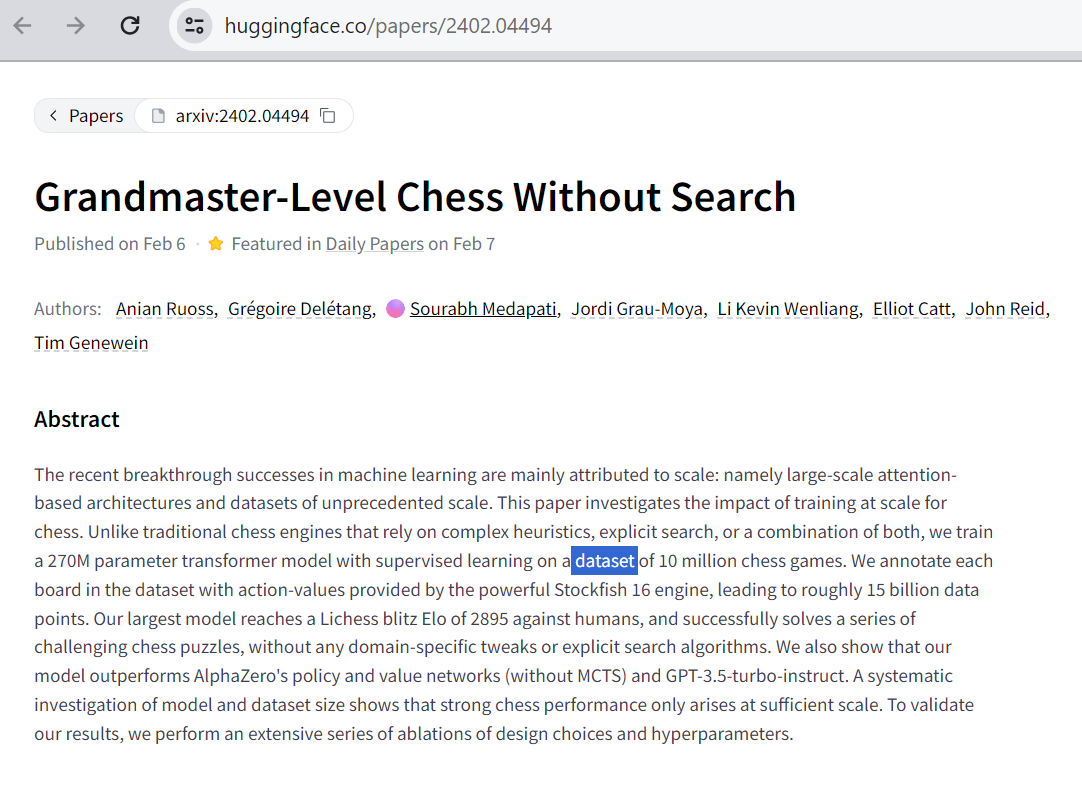 huggingface.co/papers/2402.04494
Papers arxiv:2402.04494
Grandmaster-Level Chess Without Search
Published on Feb 6 · Featured in Daily Papers on Feb 7
Authors: Anian Ruoss, Grégoire Delétang, Sourabh Medapati, Jordi Grau-Moya, Li Kevin Wenliang, Elliot Catt, John Reid,
Tim Genewein
Abstract
The recent breakthrough successes in machine learning are mainly attributed to scale: namely large-scale attention-
based architectures and datasets of unprecedented scale. This paper investigates the impact of training at scale for
chess. Unlike traditional chess engines that rely on complex heuristics, explicit search, or a combination of both, we train
a 270M parameter transformer model with supervised learning on a dataset of 10 million chess games. We annotate each
board in the dataset with action-values provided by the powerful Stockfish 16 engine, leading to roughly 15 billion data
points. Our largest model reaches a Lichess blitz Elo of 2895 against humans, and successfully solves a series of
challenging chess puzzles, without any domain-specific tweaks or explicit search algorithms. We also show that our
model outperforms AlphaZero's policy and value networks (without MCTS) and GPT-3.5-turbo-instruct. A systematic
investigation of model and dataset size shows that strong chess performance only arises at sufficient scale. To validate
our results, we perform an extensive series of ablations of design choices and hyperparameters.